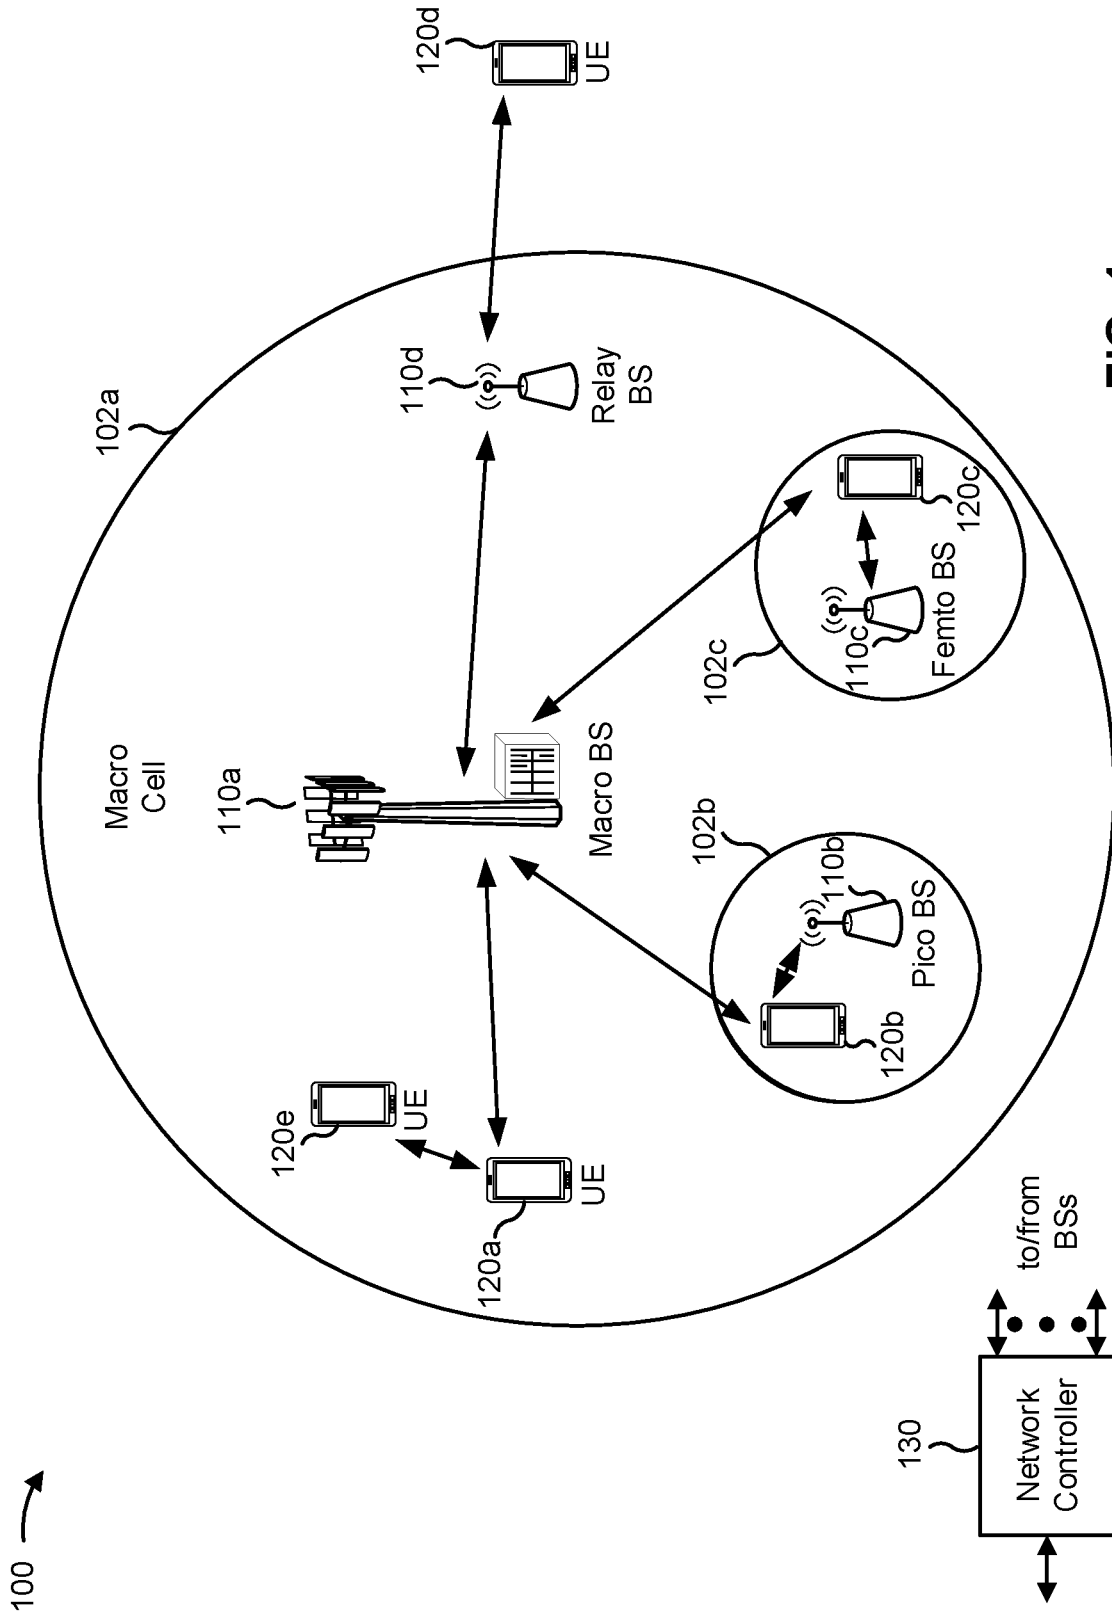 100
102a
Macro
Cell
110a
120e
UE
110d
120d
120a
UE
Macro BS
Relay
BS
UE
102b
102c
110b
110c
120b
Pico BS
Femto BS
120c
130
Network
Controller
to/from
BSs